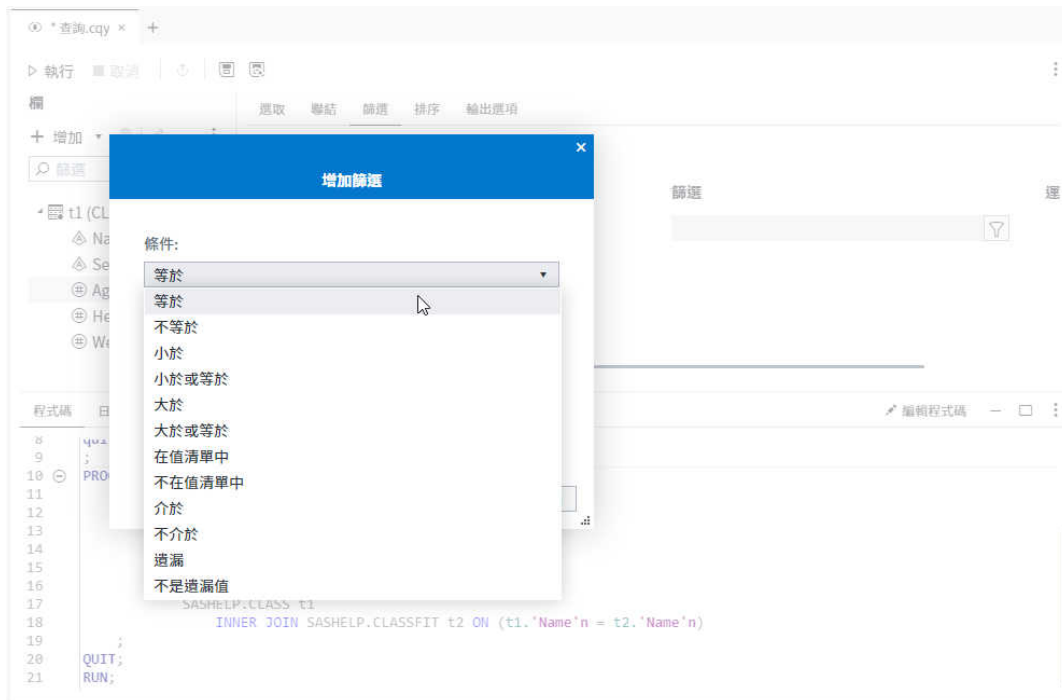 * 查詢.cqy × +
執行 取消
欄
選取 聯結 篩選 排序 輸出選項
+ 增加
×
篩選
增加篩選
篩選
運
t1 (CL
Na
條件:
Se
等於
Ag
等於
He
不等於
We
小於
小於或等於
大於
程式碼
編輯程式碼
大於或等於
8 QUI
在值清單中
9 ;
10 PRO
不在值清單中
11
12
介於
13
不介於
14
15
遺漏
16
不是遺漏值
17 SASHELP.CLASS t1
18 INNER JOIN SASHELP.CLASSFIT t2 ON (t1.'Name'n = t2.'Name'n)
19 ;
20 QUIT;
21 RUN;